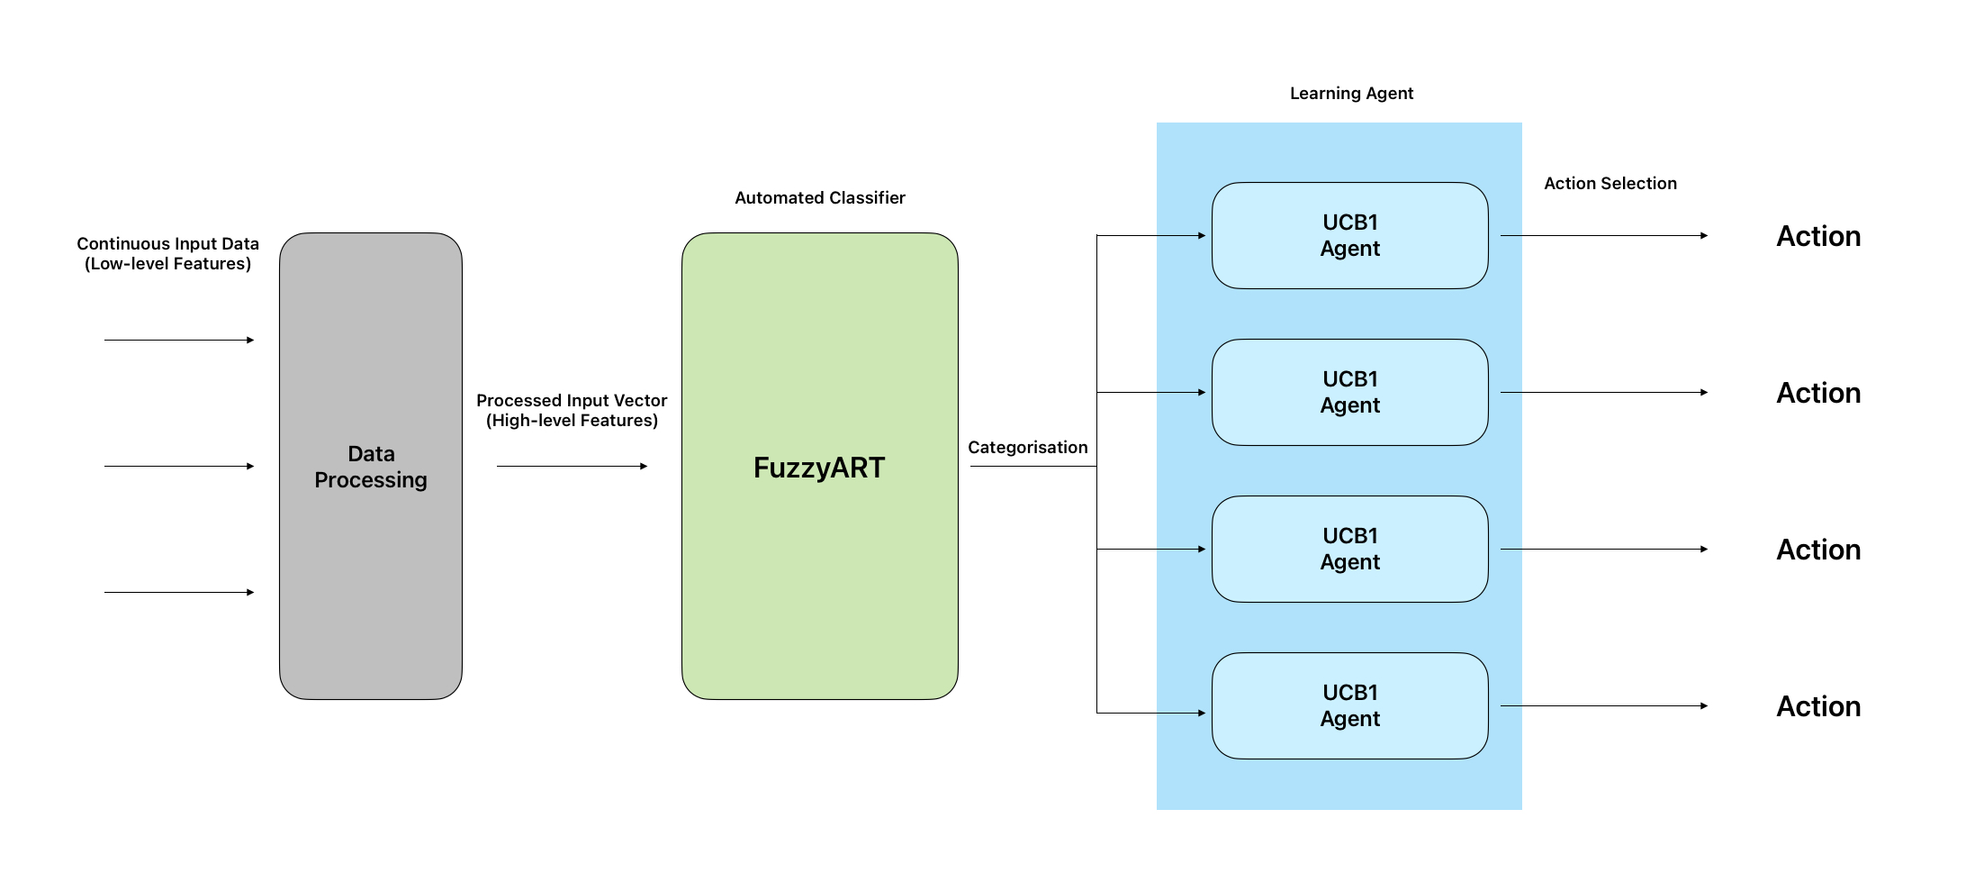 Learning Agent
Automated Classifier
Action Selection
Continuous Input Data
(Low-level Features)
Processed Input Vector
(High-level Features)
Data
Processing
FuzzyART
Categorisation
UCB1
Agent
Action
UCB1
Agent
Action
UCB1
Agent
Action
UCB1
Agent
Action